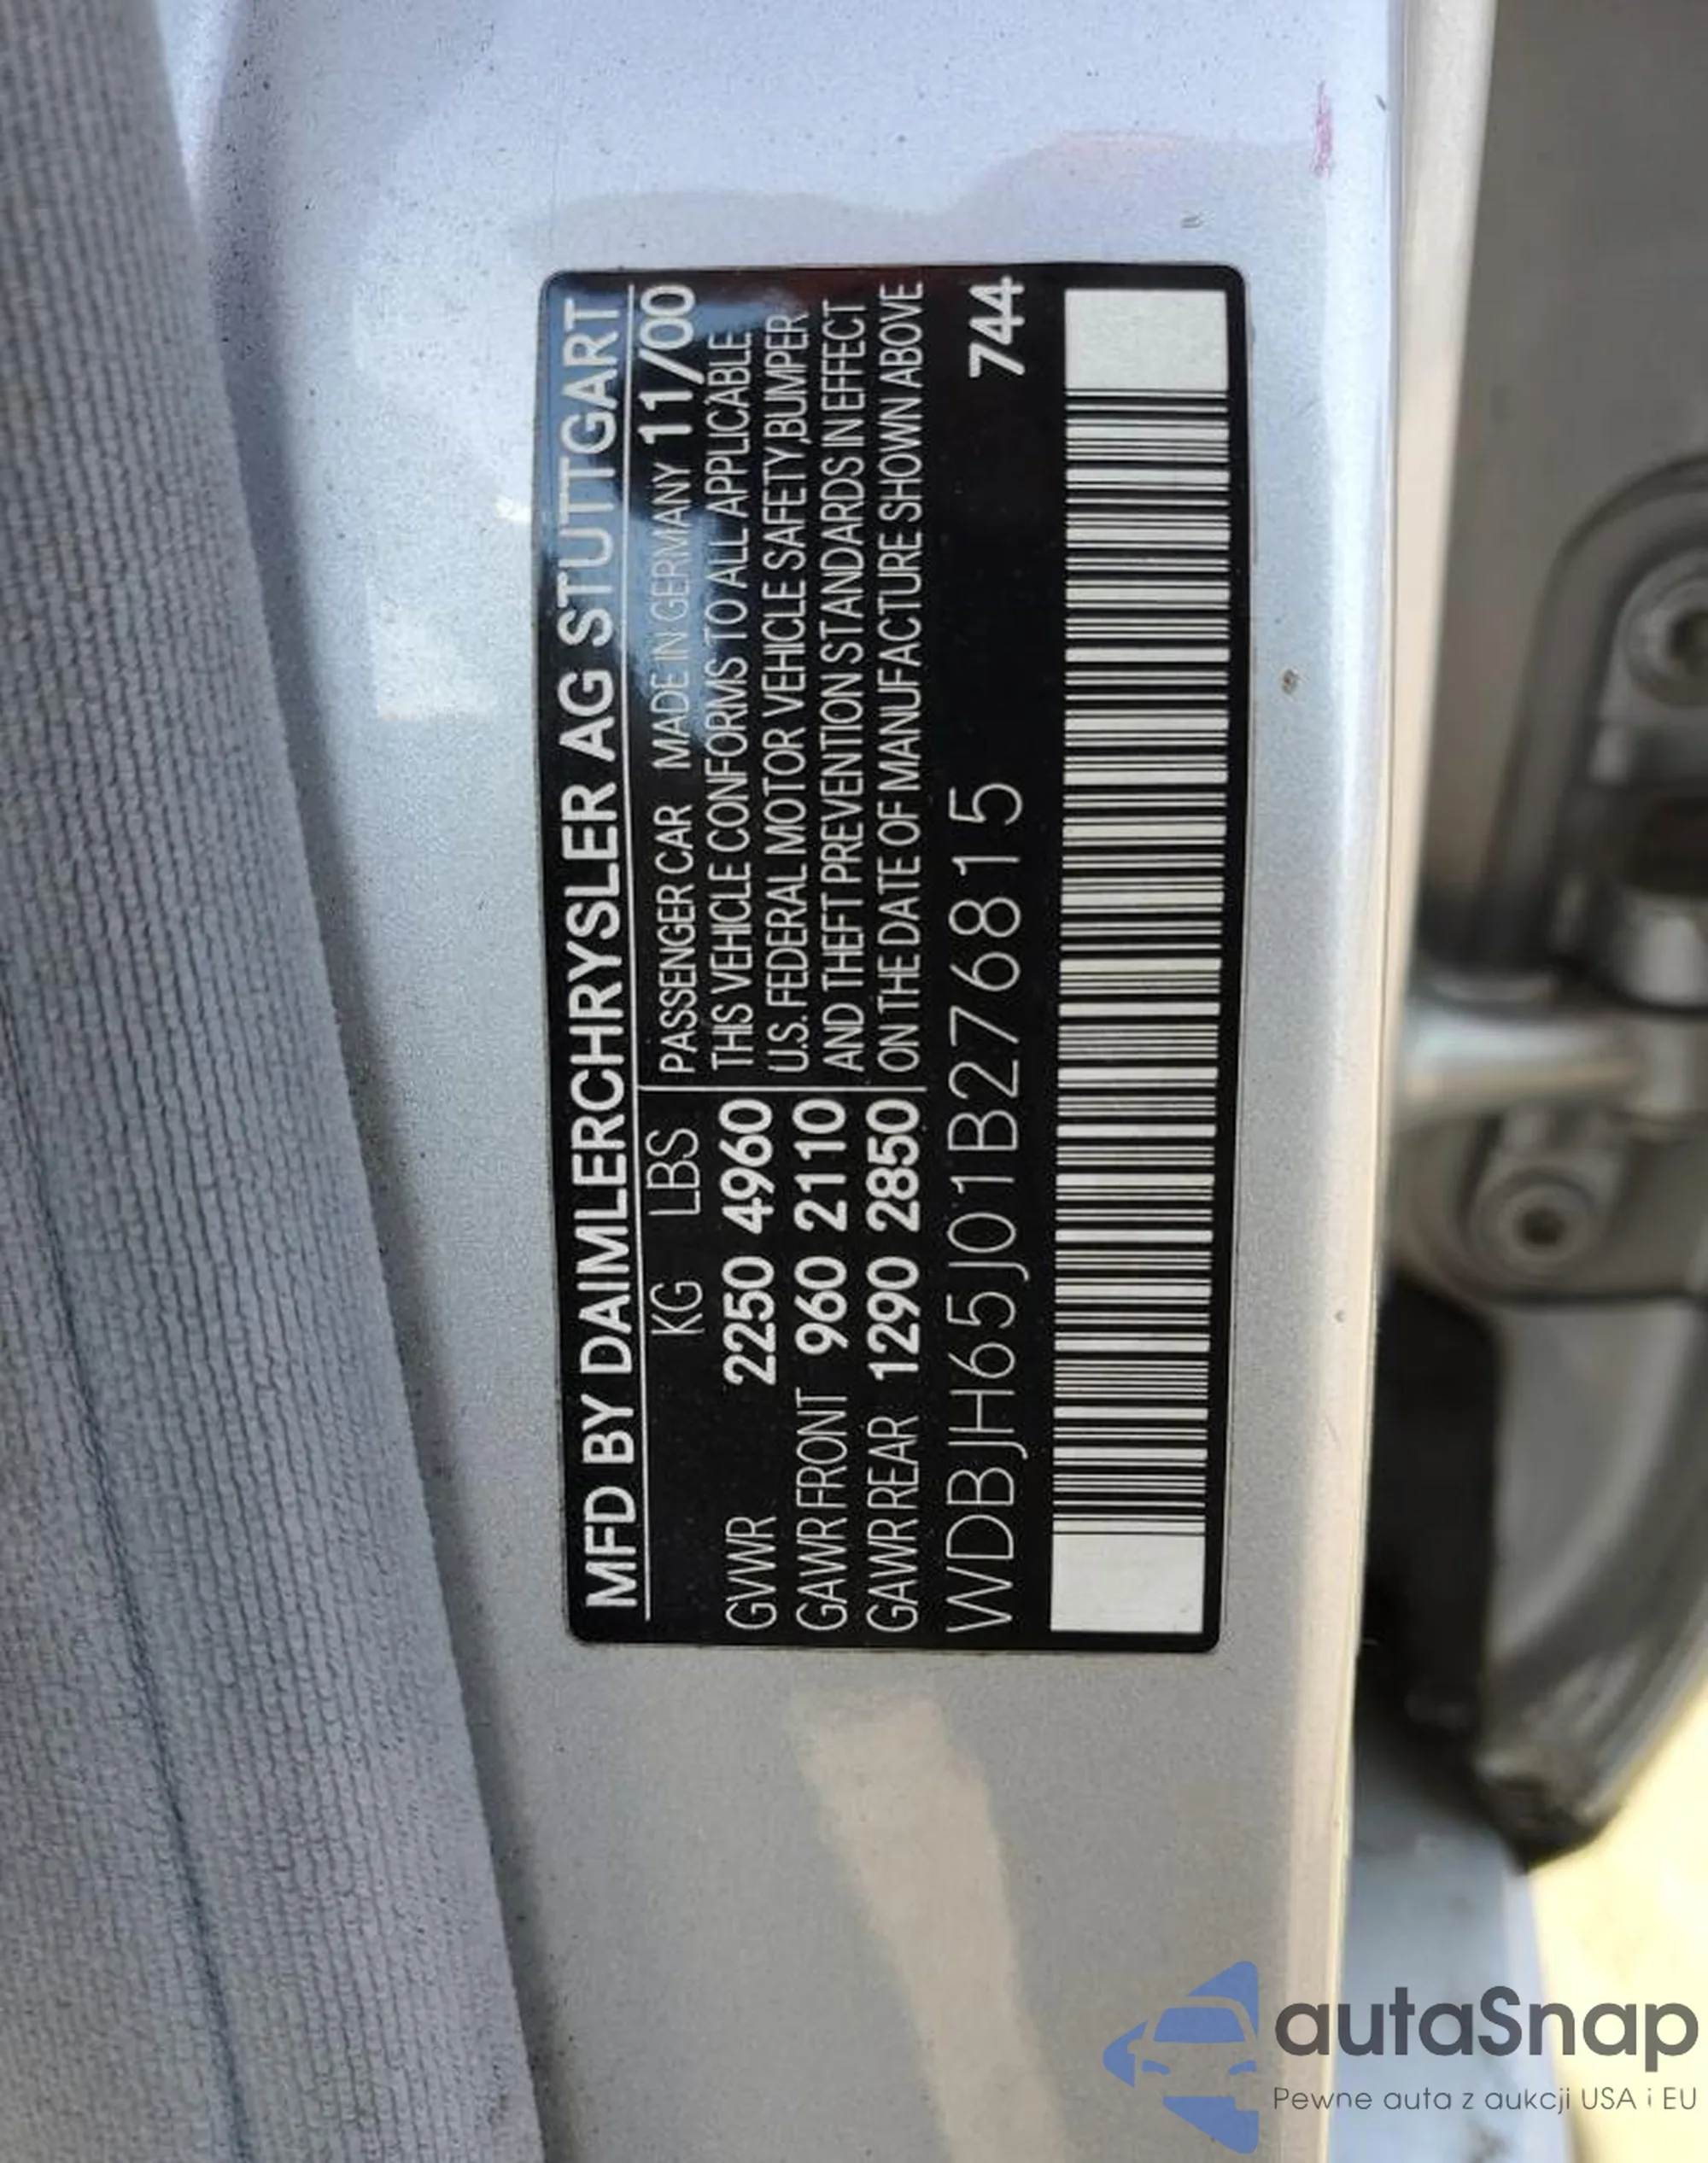 MFD BY DAIMLERCHRYSLER AG STUTTGART
KG LBS PASSENGER CAR MADE IN GERMANY 11/00
GVWR 2250 4960 THIS VEHICLE CONFORMS TO ALL APPLICABLE
U.S. FEDERAL MOTOR VEHICLE SAFETY,BUMPER,
GAWR FRONT 960 2110 AND THEFT PREVENTION STANDARDS IN EFFECT
GAWR REAR 1290 2850 ON THE DATE OF MANUFACTURE SHOWN ABOVE
WDBJH65J01B276815 744
autaSnap
Pewne auta z aukcji USA i EU